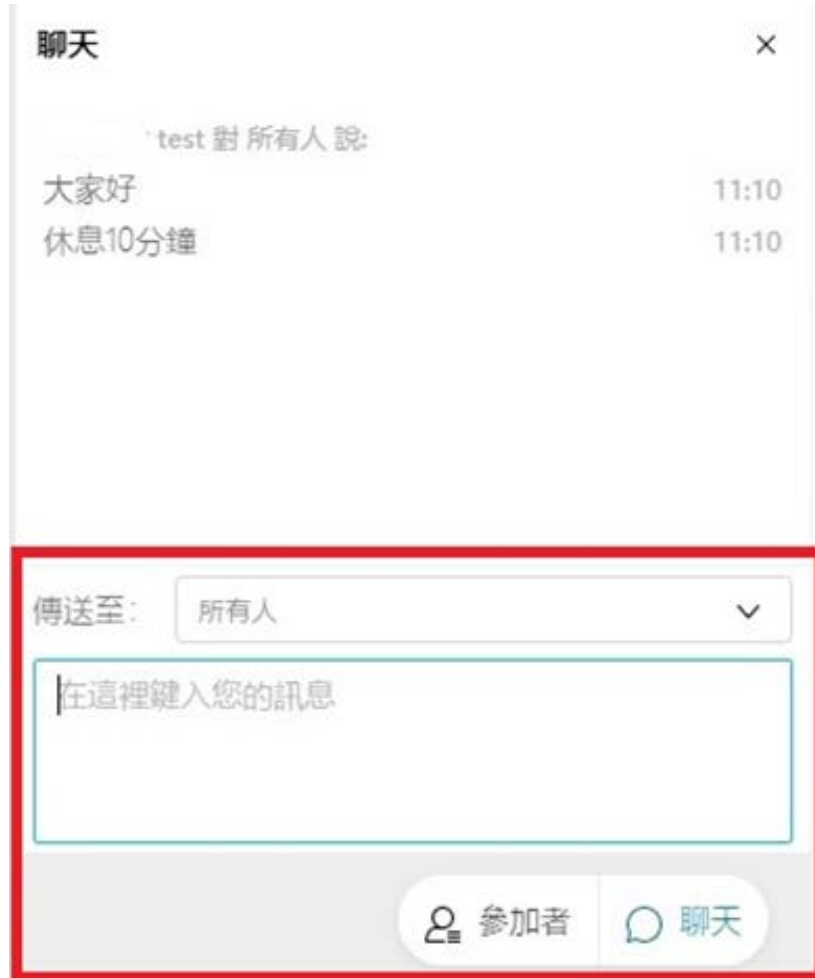 聊天
test 對 所有人 說:
大家好 11:10
休息10分鐘 11:10
傳送至: 所有人
在這裡鍵入您的訊息
參加者 聊天